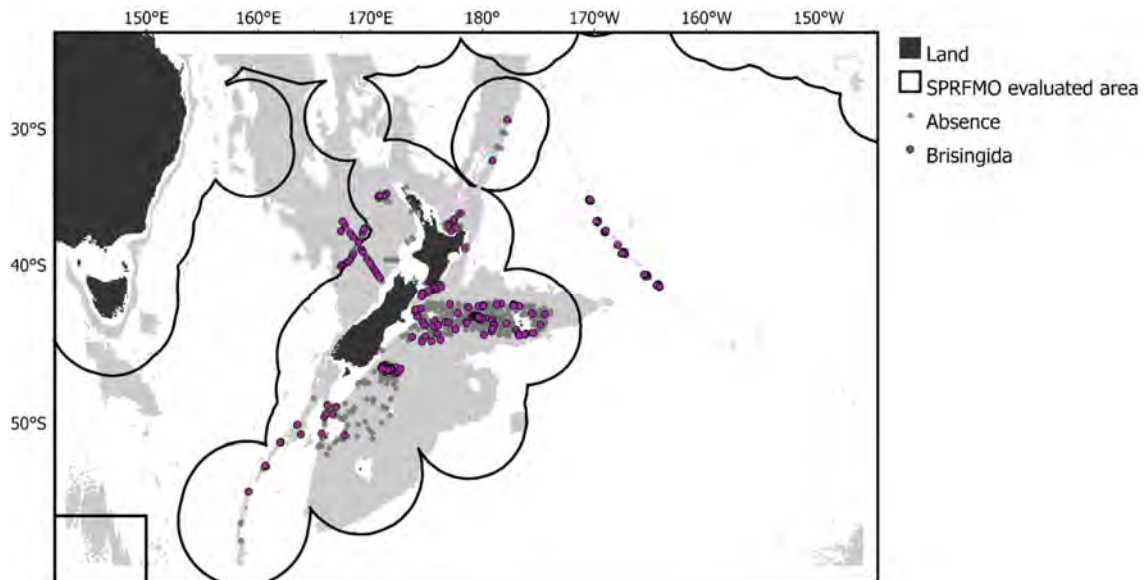 150°E 160°E 170°E 180° 170°W 160°W 150°W
30°S
40°S
50°S
Land
SPRFMO evaluated area
Absence
Brisingida